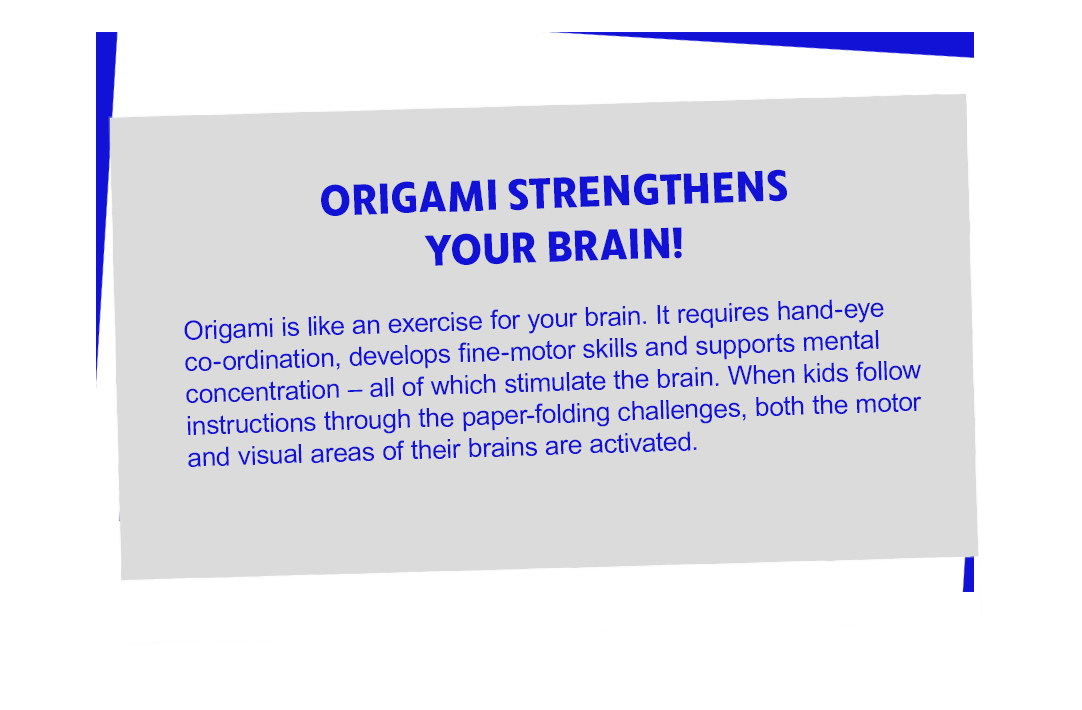 ORIGAMI STRENGTHENS
YOUR BRAIN!
Origami is like an exercise for your brain. It requires hand-eye
co-ordination, develops fine-motor skills and supports mental
concentration – all of which stimulate the brain. When kids follow
instructions through the paper-folding challenges, both the motor
and visual areas of their brains are activated.